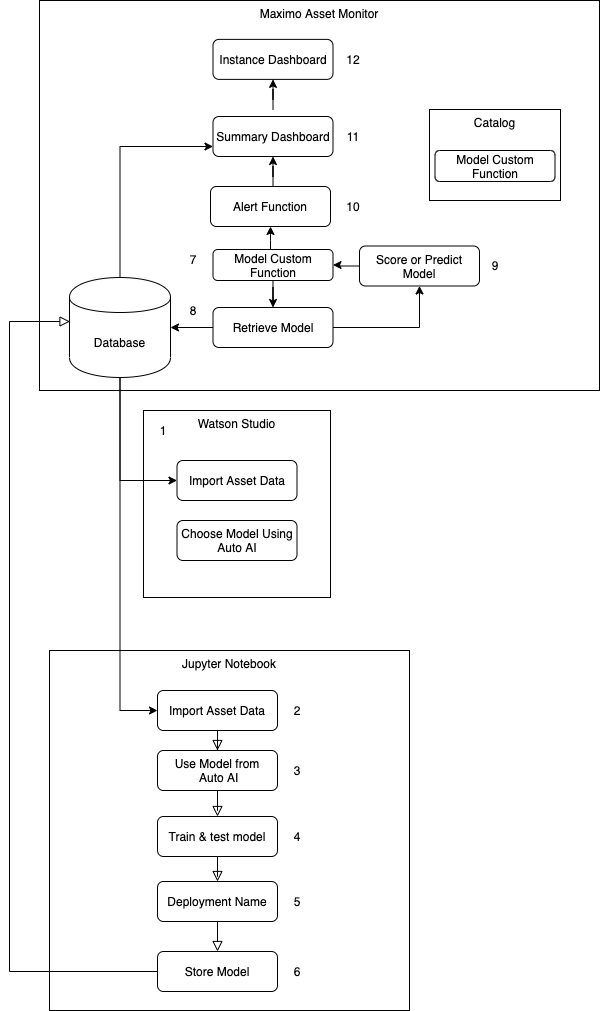 Maximo Asset Monitor
Instance Dashboard
12
Summary Dashboard
11
Catalog
Model Custom
Function
Alert Function
10
7
Model Custom
Function
Score or Predict
Model
9
8
Retrieve Model
Database
Watson Studio
1
Import Asset Data
Choose Model Using
Auto AI
Jupyter Notebook
Import Asset Data
2
Use Model from
Auto AI
3
Train & test model
4
Deployment Name
5
Store Model
6